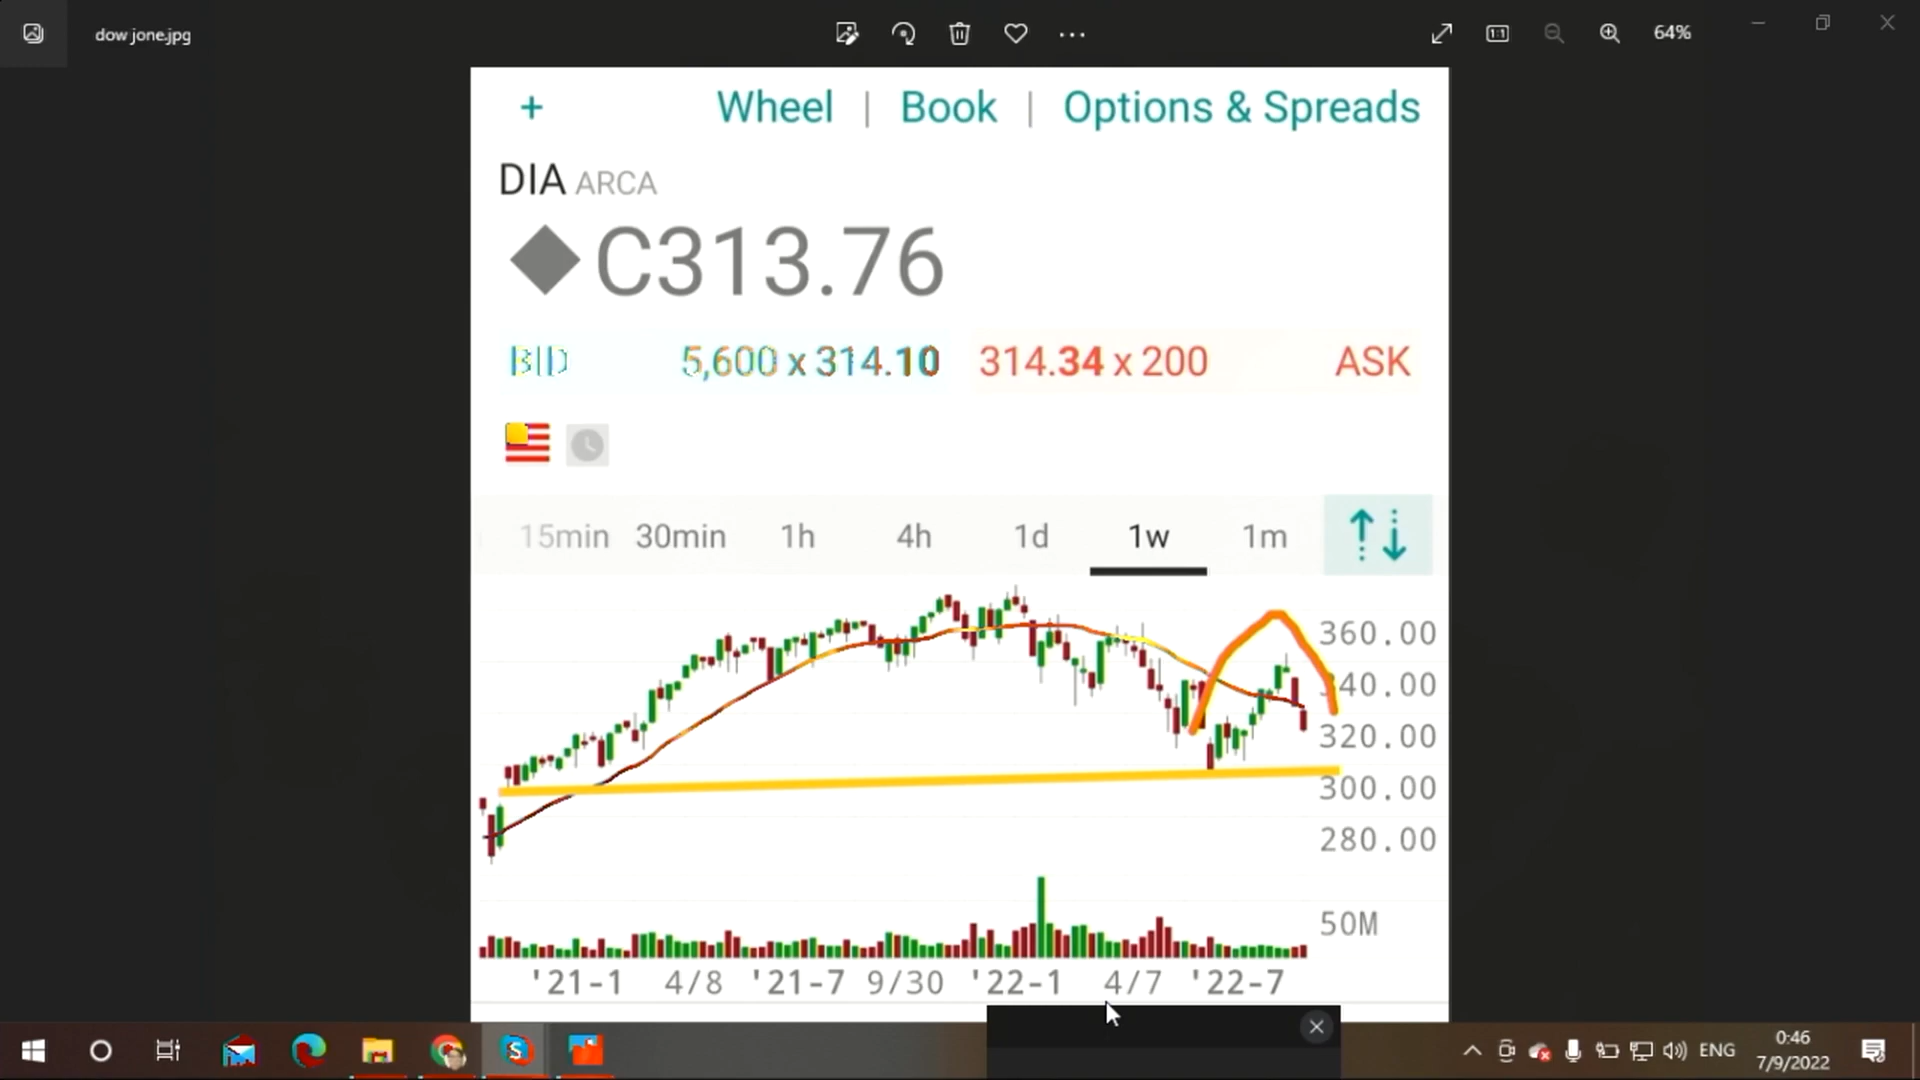 dow jone.jpg
64%
+ Wheel | Book | Options & Spreads
DIA ARCA
C313.76
BID 5,600 x 314.10 314.34 x 200 ASK
15min 30min 1h 4h 1d 1w 1m
360.00
340.00
320.00
300.00
280.00
50M
'21-1 4/8 '21-7 9/30 '22-1 4/7 '22-7
ENG
0:46
7/9/2022